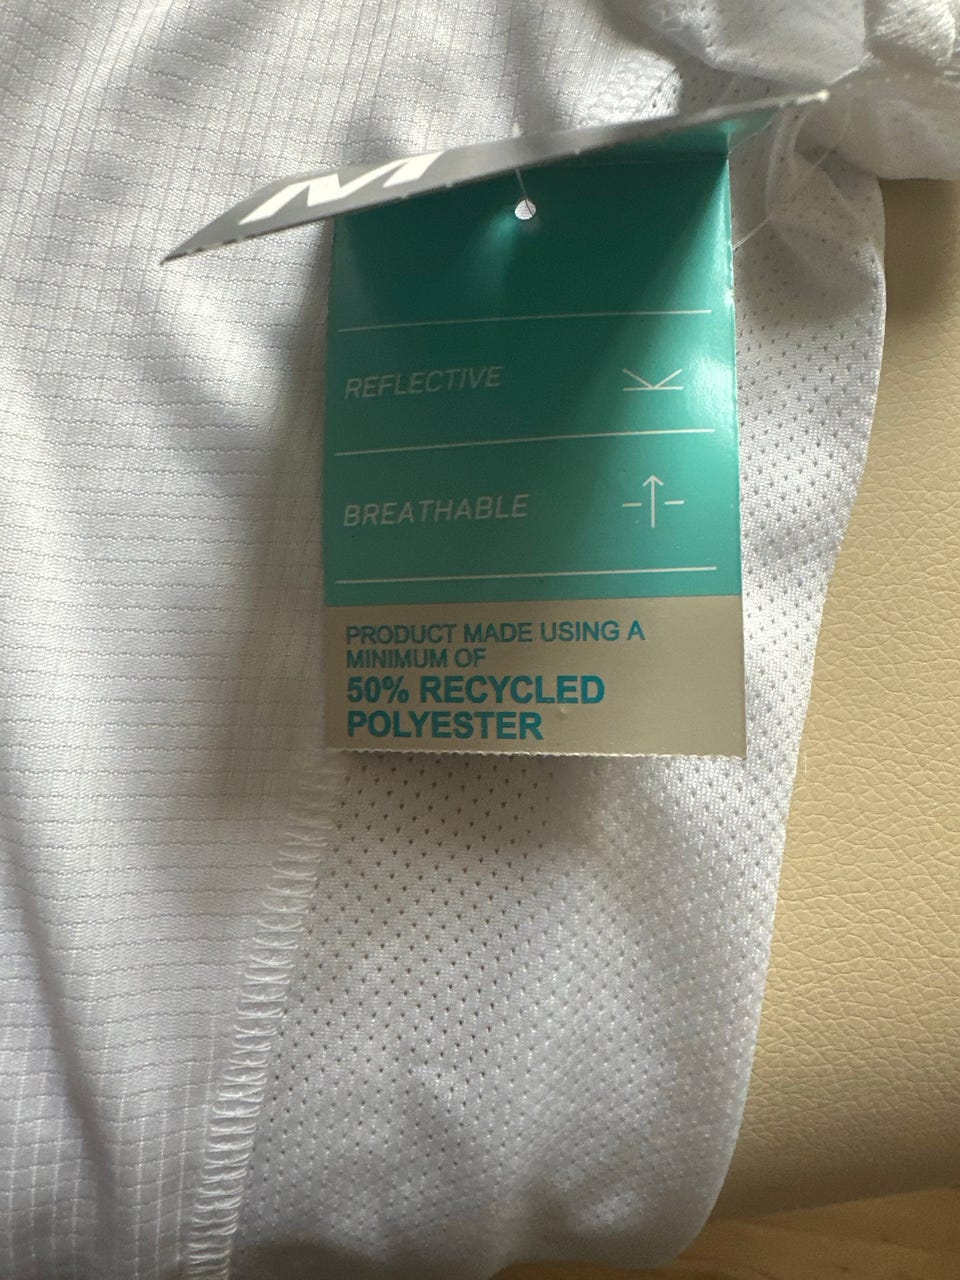 M
REFLECTIVE
BREATHABLE
PRODUCT MADE USING A
MINIMUM OF
50% RECYCLED
POLYESTER